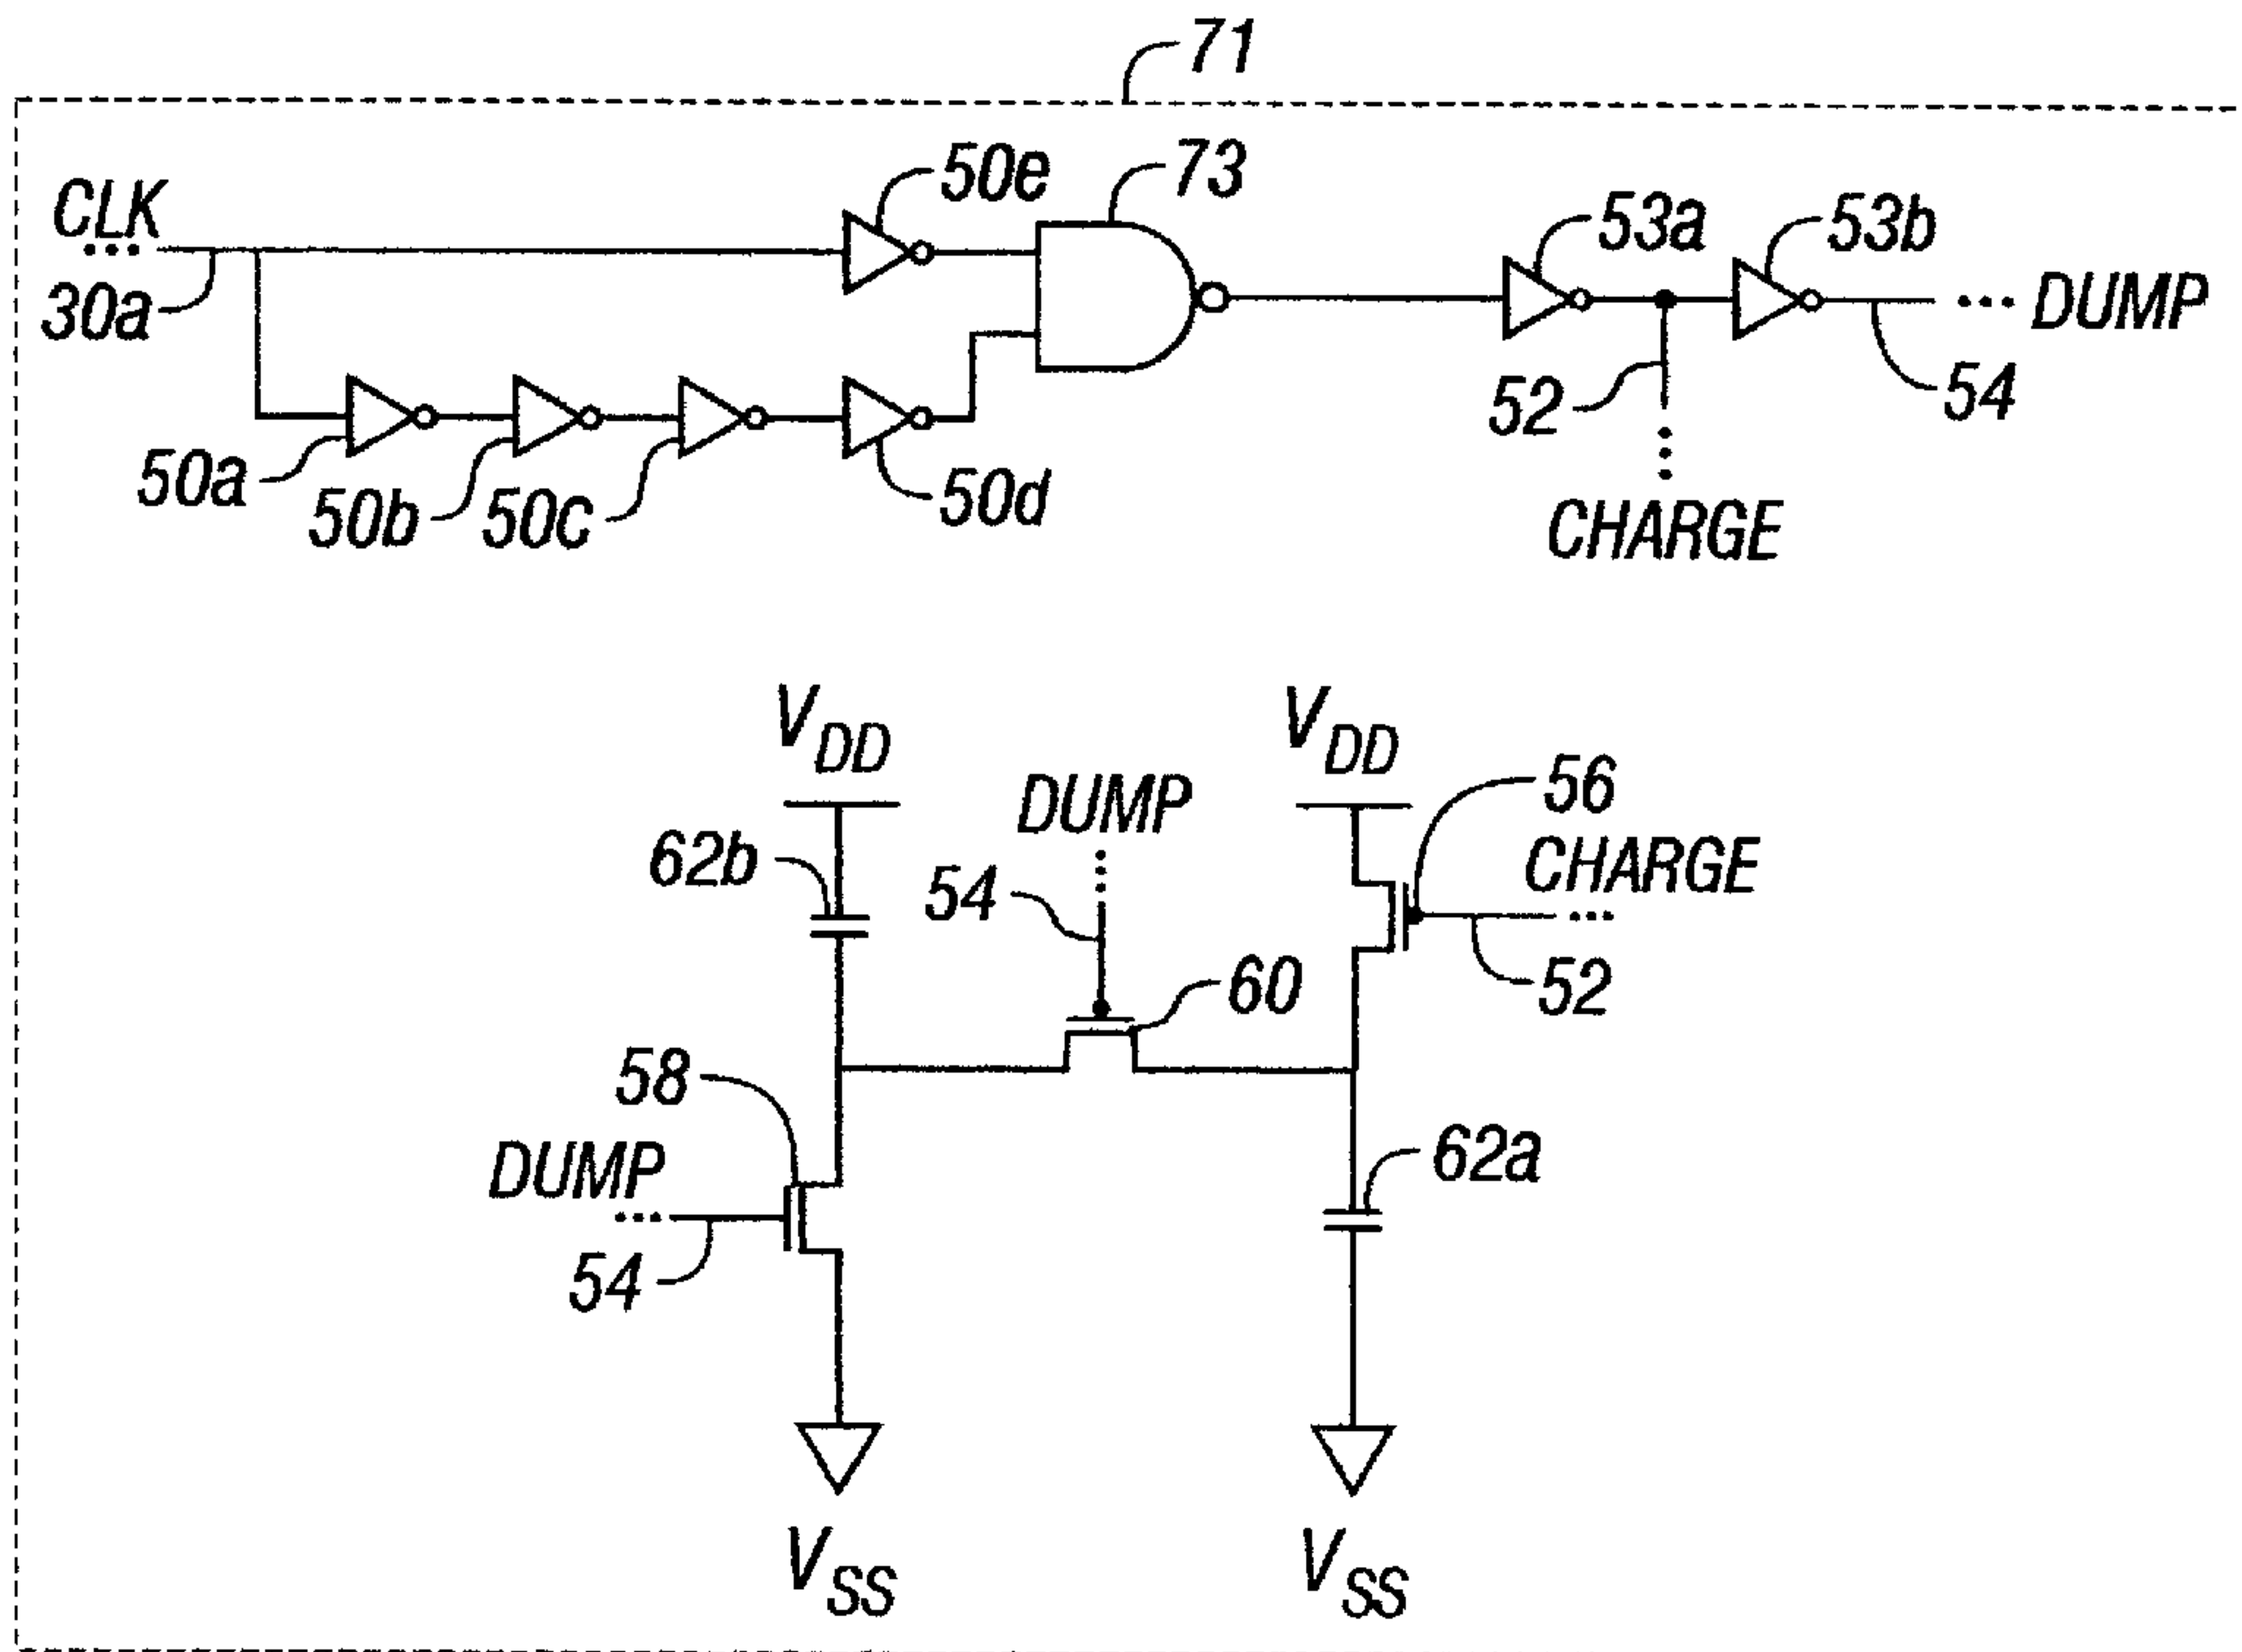 71
50e
73
CLK
...
30a
53a
53b
... DUMP
52
54
50a
50b
50c
50d
CHARGE
VDD
VDD
DUMP
56
62b
54
CHARGE
...
52
60
58
DUMP
...
62a
54
VSS
VSS